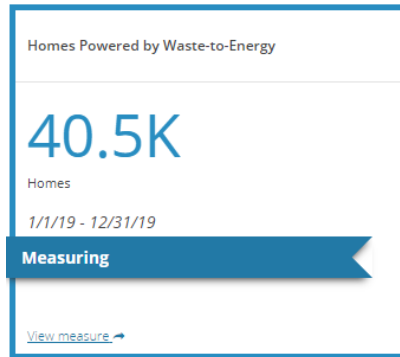 Homes Powered by Waste-to-Energy
40.5K
Homes
1/1/19 - 12/31/19
Measuring
View measure